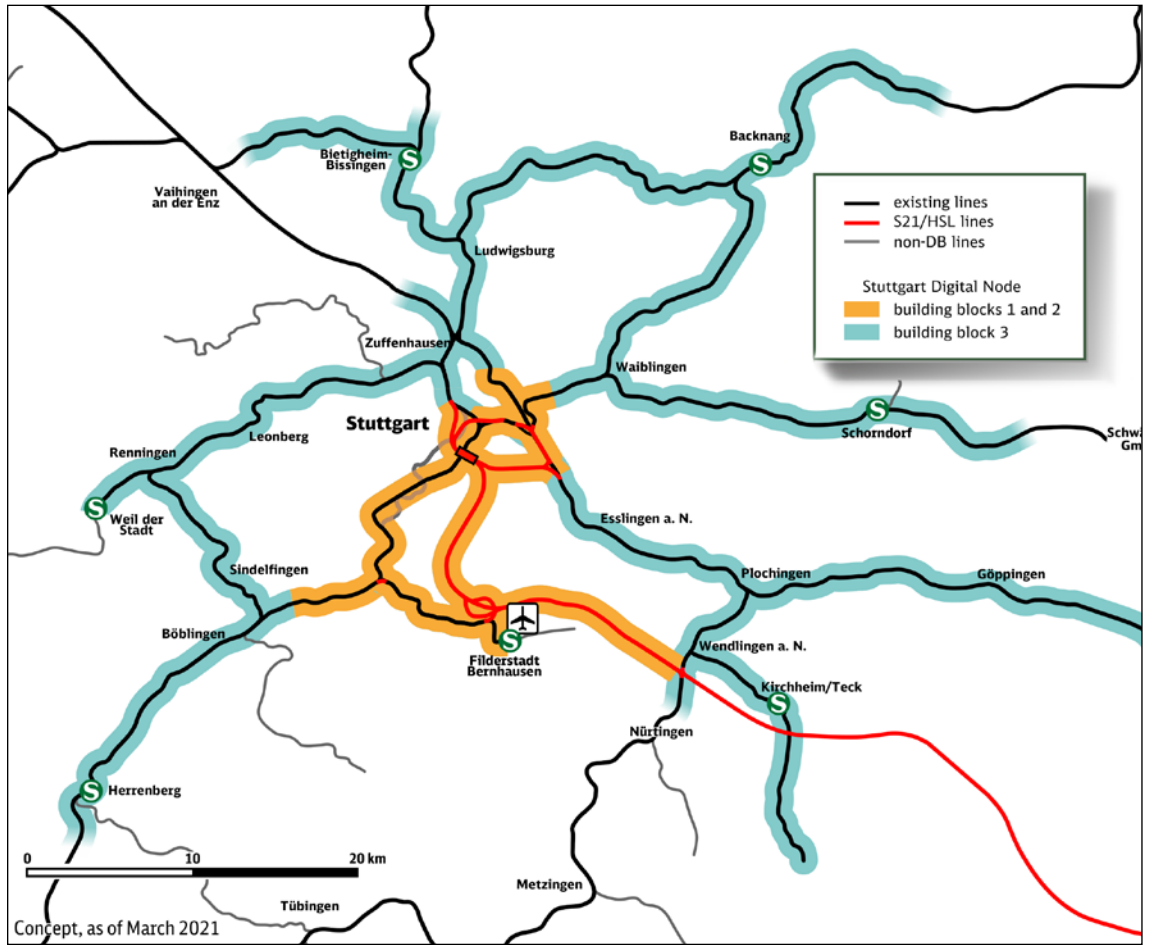 Backnang
Bietigheim-
Bissingen
S
S
Vaihingen
an der Enz
existing lines
S21/HSL lines
non-DB lines
Ludwigsburg
Stuttgart Digital Node
building blocks 1 and 2
building block 3
Zuffenhausen
Waiblingen
Stuttgart
S
Schorndorf
Schwä
Gm
Leonberg
Renningen
S
Weil der
Stadt
Esslingen a. N.
Sindelfingen
Plochingen
Göppingen
Böblingen
S
Filderstadt
Bernhausen
Wendlingen a. N.
Kirchheim/Teck
S
Nürtingen
S
Herrenberg
0 10 20 km
Metzingen
Tübingen
Concept, as of March 2021